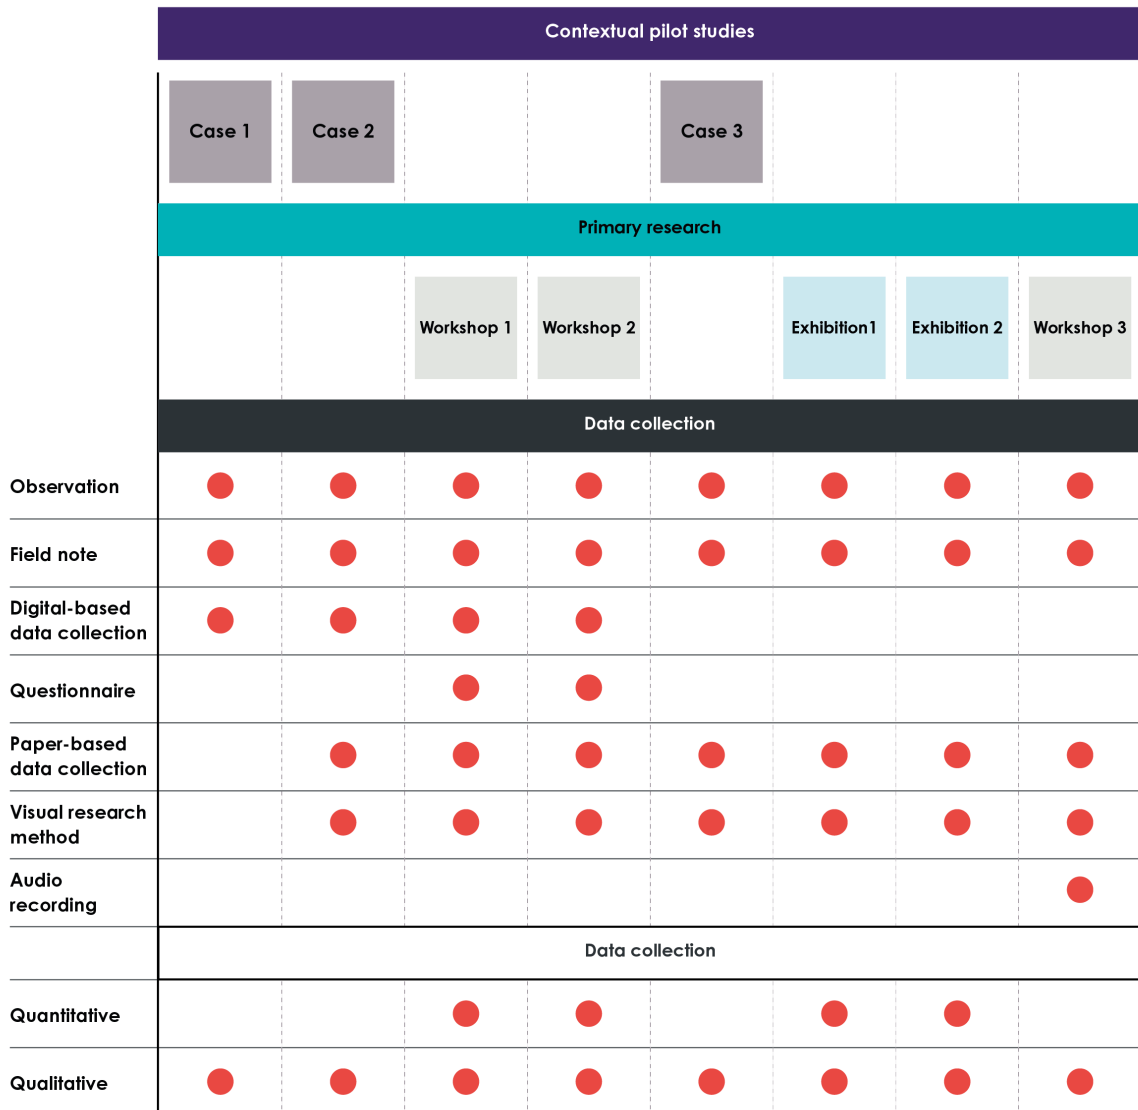 Contextual pilot studies
Case 1
Case 2
Case 3
Primary research
Workshop 1
Workshop 2
Exhibition1
Exhibition 2
Workshop 3
Data collection
Observation
Field note
Digital-based
data collection
Questionnaire
Paper-based
data collection
Visual research
method
Audio
recording
Data collection
Quantitative
Qualitative